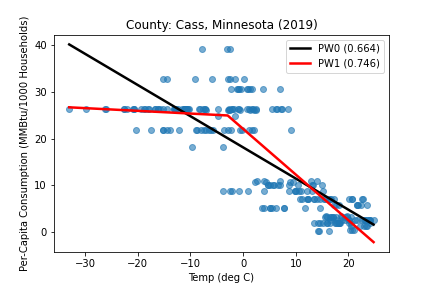 County: Cass, Minnesota (2019)
Per-Capita Consumption (MMBtu/1000 Households)
40
30
20
10
0
PW0 (0.664)
PW1 (0.746)
−30 −20 −10 0 10 20
Temp (deg C)